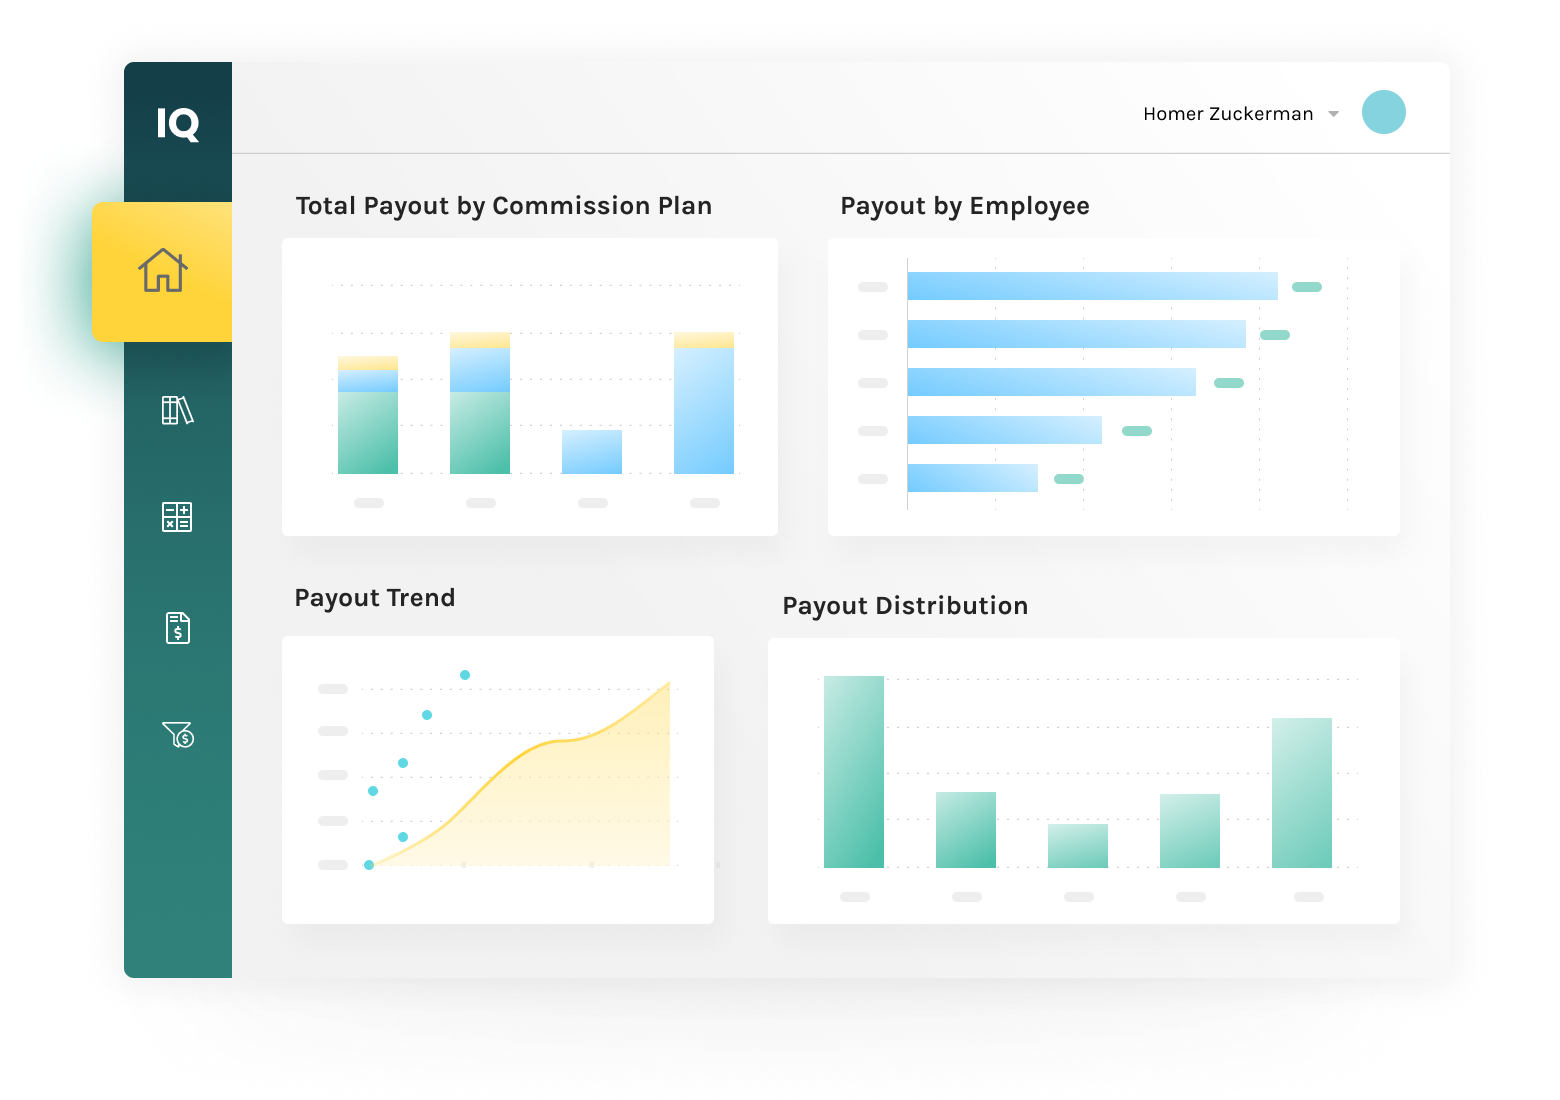 IQ
Homer Zuckerman
Total Payout by Commission Plan
Payout by Employee
Payout Trend
Payout Distribution